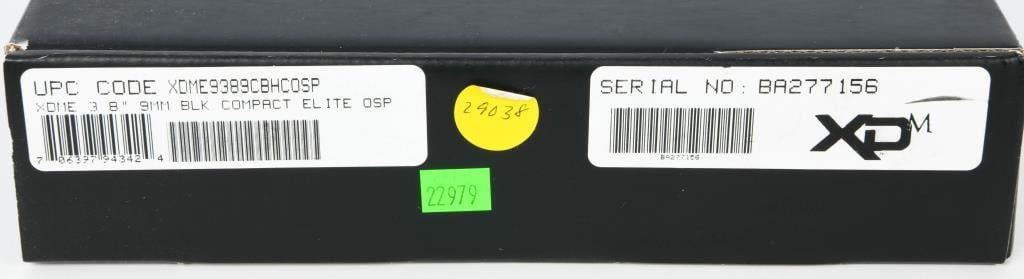 UPC CODE XDME9389CBHCOSP
XDME 3 8" 9MM BLK COMPACT ELITE OSP
7 06397 94342 4
29038
22979
SERIAL NO: BA277156
BA277156
XDM